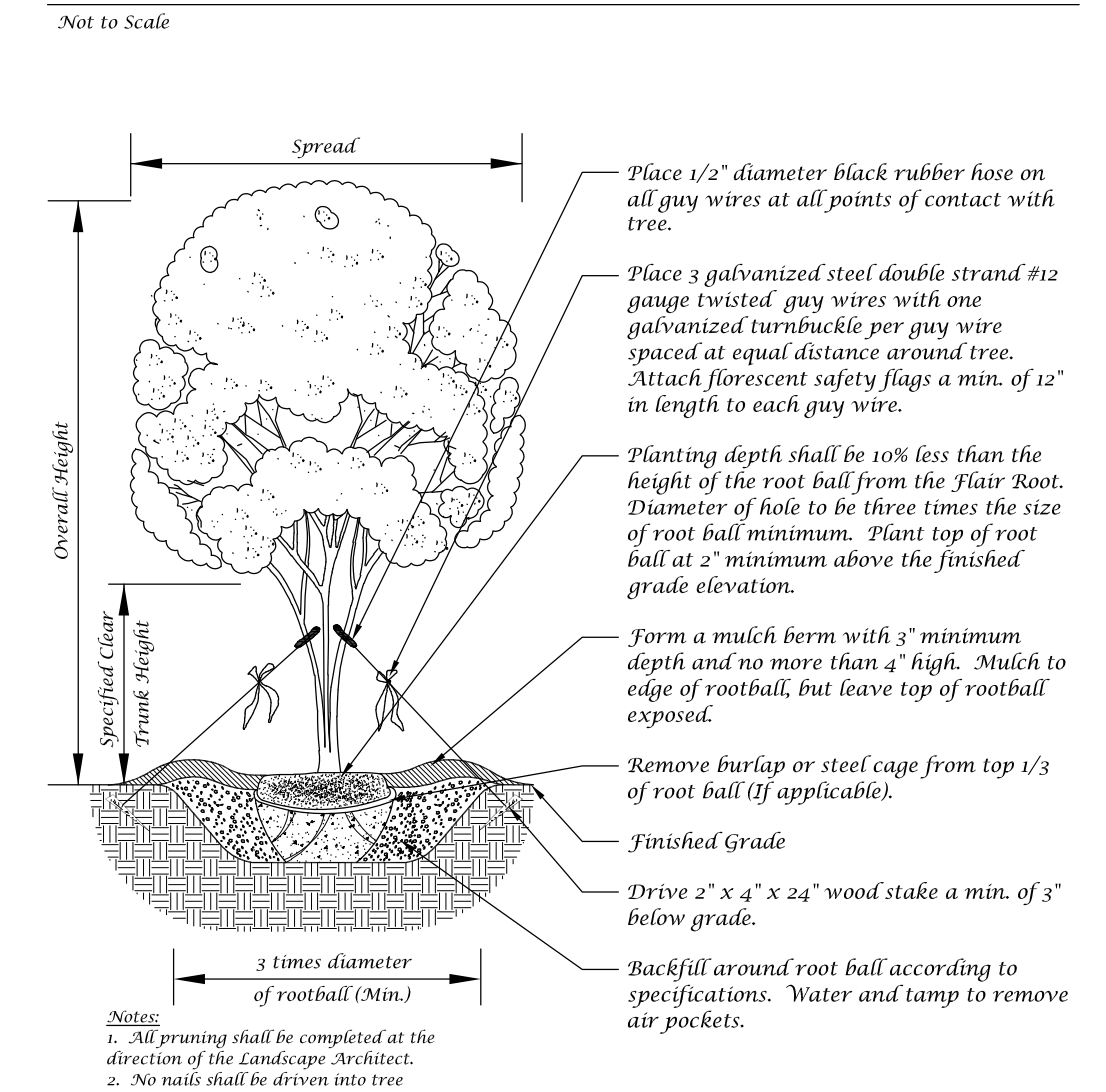 Not to Scale
Spread
Overall Height
Specified Clear
Trunk Height
Place 1/2" diameter black rubber hose on
all guy wires at all points of contact with
tree.
Place 3 galvanized steel double strand #12
gauge twisted guy wires with one
galvanized turnbuckle per guy wire
spaced at equal distance around tree.
Attach florescent safety flags a min. of 12"
in length to each guy wire.
Planting depth shall be 10% less than the
height of the root ball from the Flair Root.
Diameter of hole to be three times the size
of root ball minimum. Plant top of root
ball at 2" minimum above the finished
grade elevation.
Form a mulch berm with 3" minimum
depth and no more than 4" high. Mulch to
edge of rootball, but leave top of rootball
exposed.
Remove burlap or steel cage from top 1/3
of root ball (If applicable).
Finished Grade
Drive 2" x 4" x 24" wood stake a min. of 3"
below grade.
Backfill around root ball according to
specifications. Water and tamp to remove
air pockets.
3 times diameter
of rootball (Min.)
Notes:
1. All pruning shall be completed at the
direction of the Landscape Architect.
2. No nails shall be driven into tree